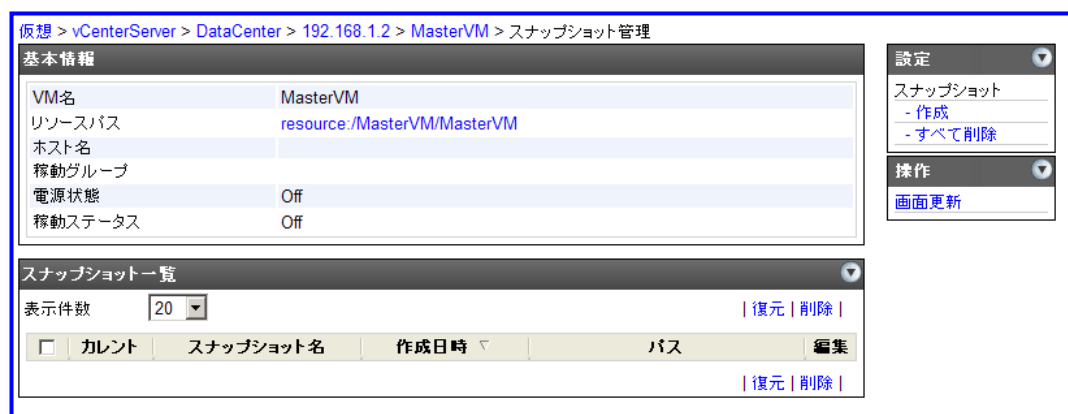 仮想 > vCenterServer > DataCenter > 192.168.1.2 > MasterVM > スナップショット管理
基本情報
VM名 MasterVM
リソースパス resource:/MasterVM/MasterVM
ホスト名
稼動グループ
電源状態 Off
稼動ステータス Off
スナップショット一覧
表示件数 20 | 復元 | 削除 |
カレント スナップショット名 作成日時 パス 編集
| 復元 | 削除 |
設定
スナップショット
- 作成
- すべて削除
操作
画面更新